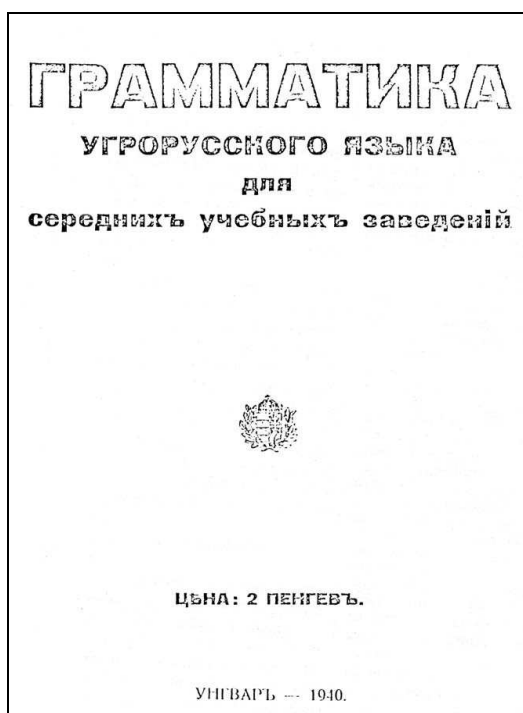 ГРАММАТИКА
УГРОРУССКОГО ЯЗЫКА
для
середнихъ учебныхъ заведеній
ЦѢНА: 2 ПЕНГЕВЪ.
УНГВАРЪ — 1940.